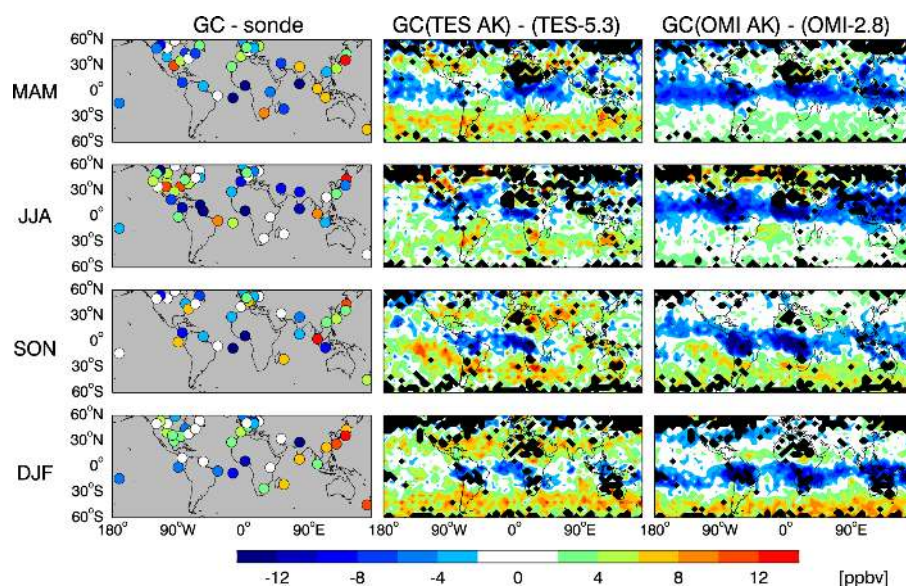 GC - sonde GC(TES AK) - (TES-5.3) GC(OMI AK) - (OMI-2.8)
60°N
30°N
MAM 0°
30°S
60°S
60°N
30°N
JJA 0°
30°S
60°S
60°N
30°N
SON 0°
30°S
60°S
60°N
30°N
DJF 0°
30°S
60°S
180° 90°W 0° 90°E 180° 90°W 0° 90°E 180° 90°W 0° 90°E
-12 -8 -4 0 4 8 12 [ppbv]